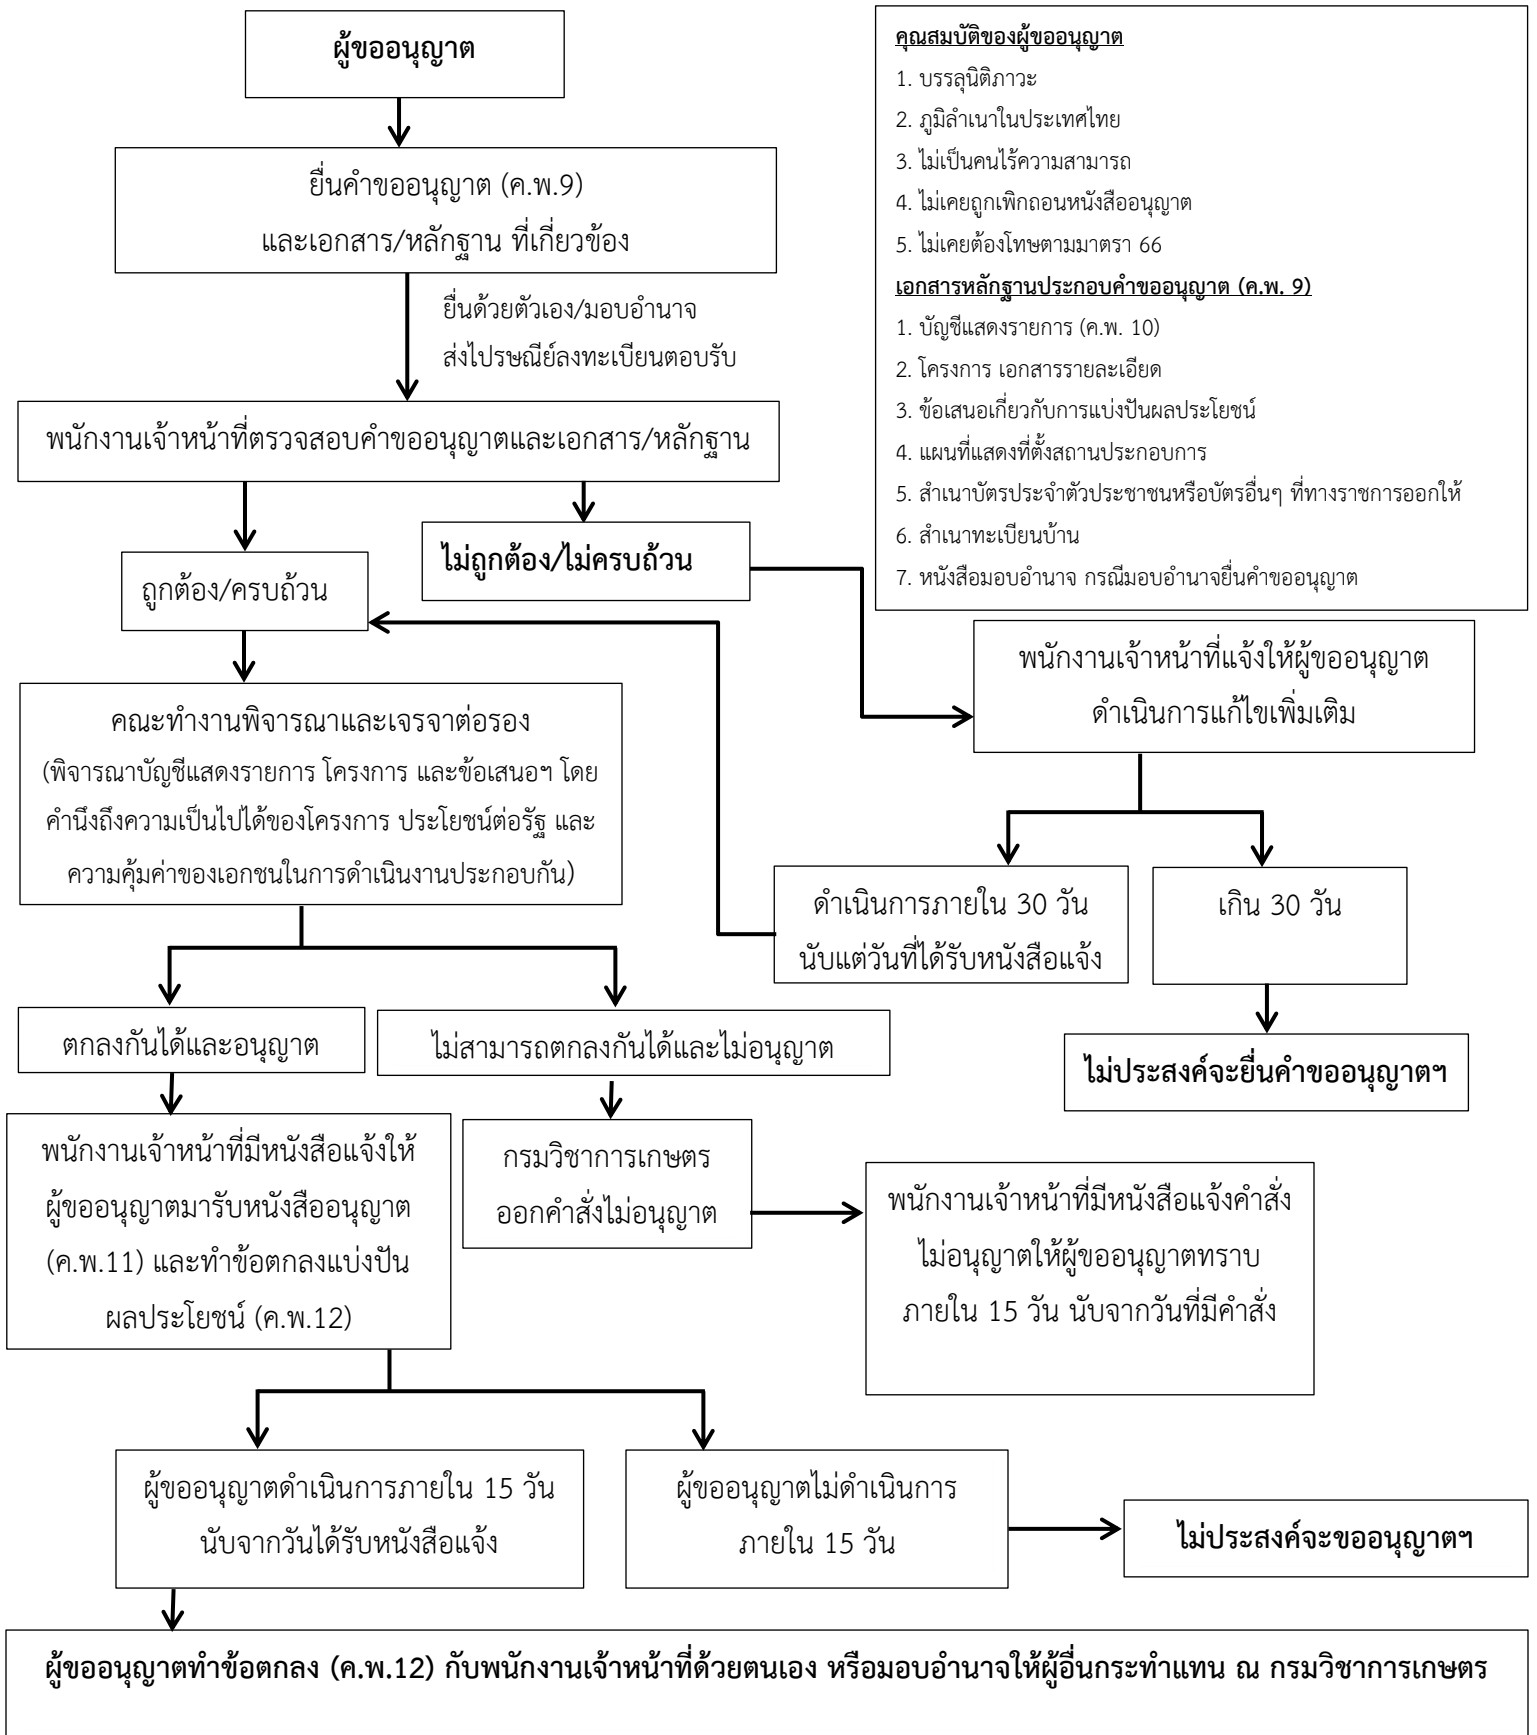 ผู้ขออนุญาต
ยื่นคำขออนุญาต (ค.พ.9)
และเอกสาร/หลักฐาน ที่เกี่ยวข้อง
ยื่นด้วยตัวเอง/มอบอำนาจ
ส่งไปรษณีย์ลงทะเบียนตอบรับ
คุณสมบัติของผู้ขออนุญาต
1. บรรลุนิติภาวะ
2. ภูมิลำเนาในประเทศไทย
3. ไม่เป็นคนไร้ความสามารถ
4. ไม่เคยถูกเพิกถอนหนังสืออนุญาต
5. ไม่เคยต้องโทษตามมาตรา 66
เอกสารหลักฐานประกอบคำขออนุญาต (ค.พ. 9)
1. บัญชีแสดงรายการ (ค.พ. 10)
2. โครงการ เอกสารรายละเอียด
3. ข้อเสนอเกี่ยวกับการแบ่งปันผลประโยชน์
4. แผนที่แสดงที่ตั้งสถานประกอบการ
5. สำเนาบัตรประจำตัวประชาชนหรือบัตรอื่นๆ ที่ทางราชการออกให้
6. สำเนาทะเบียนบ้าน
7. หนังสือมอบอำนาจ กรณีมอบอำนาจยื่นคำขออนุญาต
พนักงานเจ้าหน้าที่ตรวจสอบคำขออนุญาตและเอกสาร/หลักฐาน
ถูกต้อง/ครบถ้วน
ไม่ถูกต้อง/ไม่ครบถ้วน
พนักงานเจ้าหน้าที่แจ้งให้ผู้ขออนุญาต
ดำเนินการแก้ไขเพิ่มเติม
คณะทำงานพิจารณาและเจรจาต่อรอง
(พิจารณาบัญชีแสดงรายการ โครงการ และข้อเสนอฯ โดย
คำนึงถึงความเป็นไปได้ของโครงการ ประโยชน์ต่อรัฐ และ
ความคุ้มค่าของเอกชนในการดำเนินงานประกอบกัน)
ดำเนินการภายใน 30 วัน
นับแต่วันที่ได้รับหนังสือแจ้ง
เกิน 30 วัน
ไม่ประสงค์จะยื่นคำขออนุญาตฯ
ตกลงกันได้และอนุญาต
ไม่สามารถตกลงกันได้และไม่อนุญาต
พนักงานเจ้าหน้าที่มีหนังสือแจ้งให้
ผู้ขออนุญาตมารับหนังสืออนุญาต
(ค.พ.11) และทำข้อตกลงแบ่งปัน
ผลประโยชน์ (ค.พ.12)
กรมวิชาการเกษตร
ออกคำสั่งไม่อนุญาต
พนักงานเจ้าหน้าที่มีหนังสือแจ้งคำสั่ง
ไม่อนุญาตให้ผู้ขออนุญาตทราบ
ภายใน 15 วัน นับจากวันที่มีคำสั่ง
ผู้ขออนุญาตดำเนินการภายใน 15 วัน
นับจากวันได้รับหนังสือแจ้ง
ผู้ขออนุญาตไม่ดำเนินการ
ภายใน 15 วัน
ไม่ประสงค์จะขออนุญาตฯ
ผู้ขออนุญาตทำข้อตกลง (ค.พ.12) กับพนักงานเจ้าหน้าที่ด้วยตนเอง หรือมอบอำนาจให้ผู้อื่นกระทำแทน ณ กรมวิชาการเกษตร